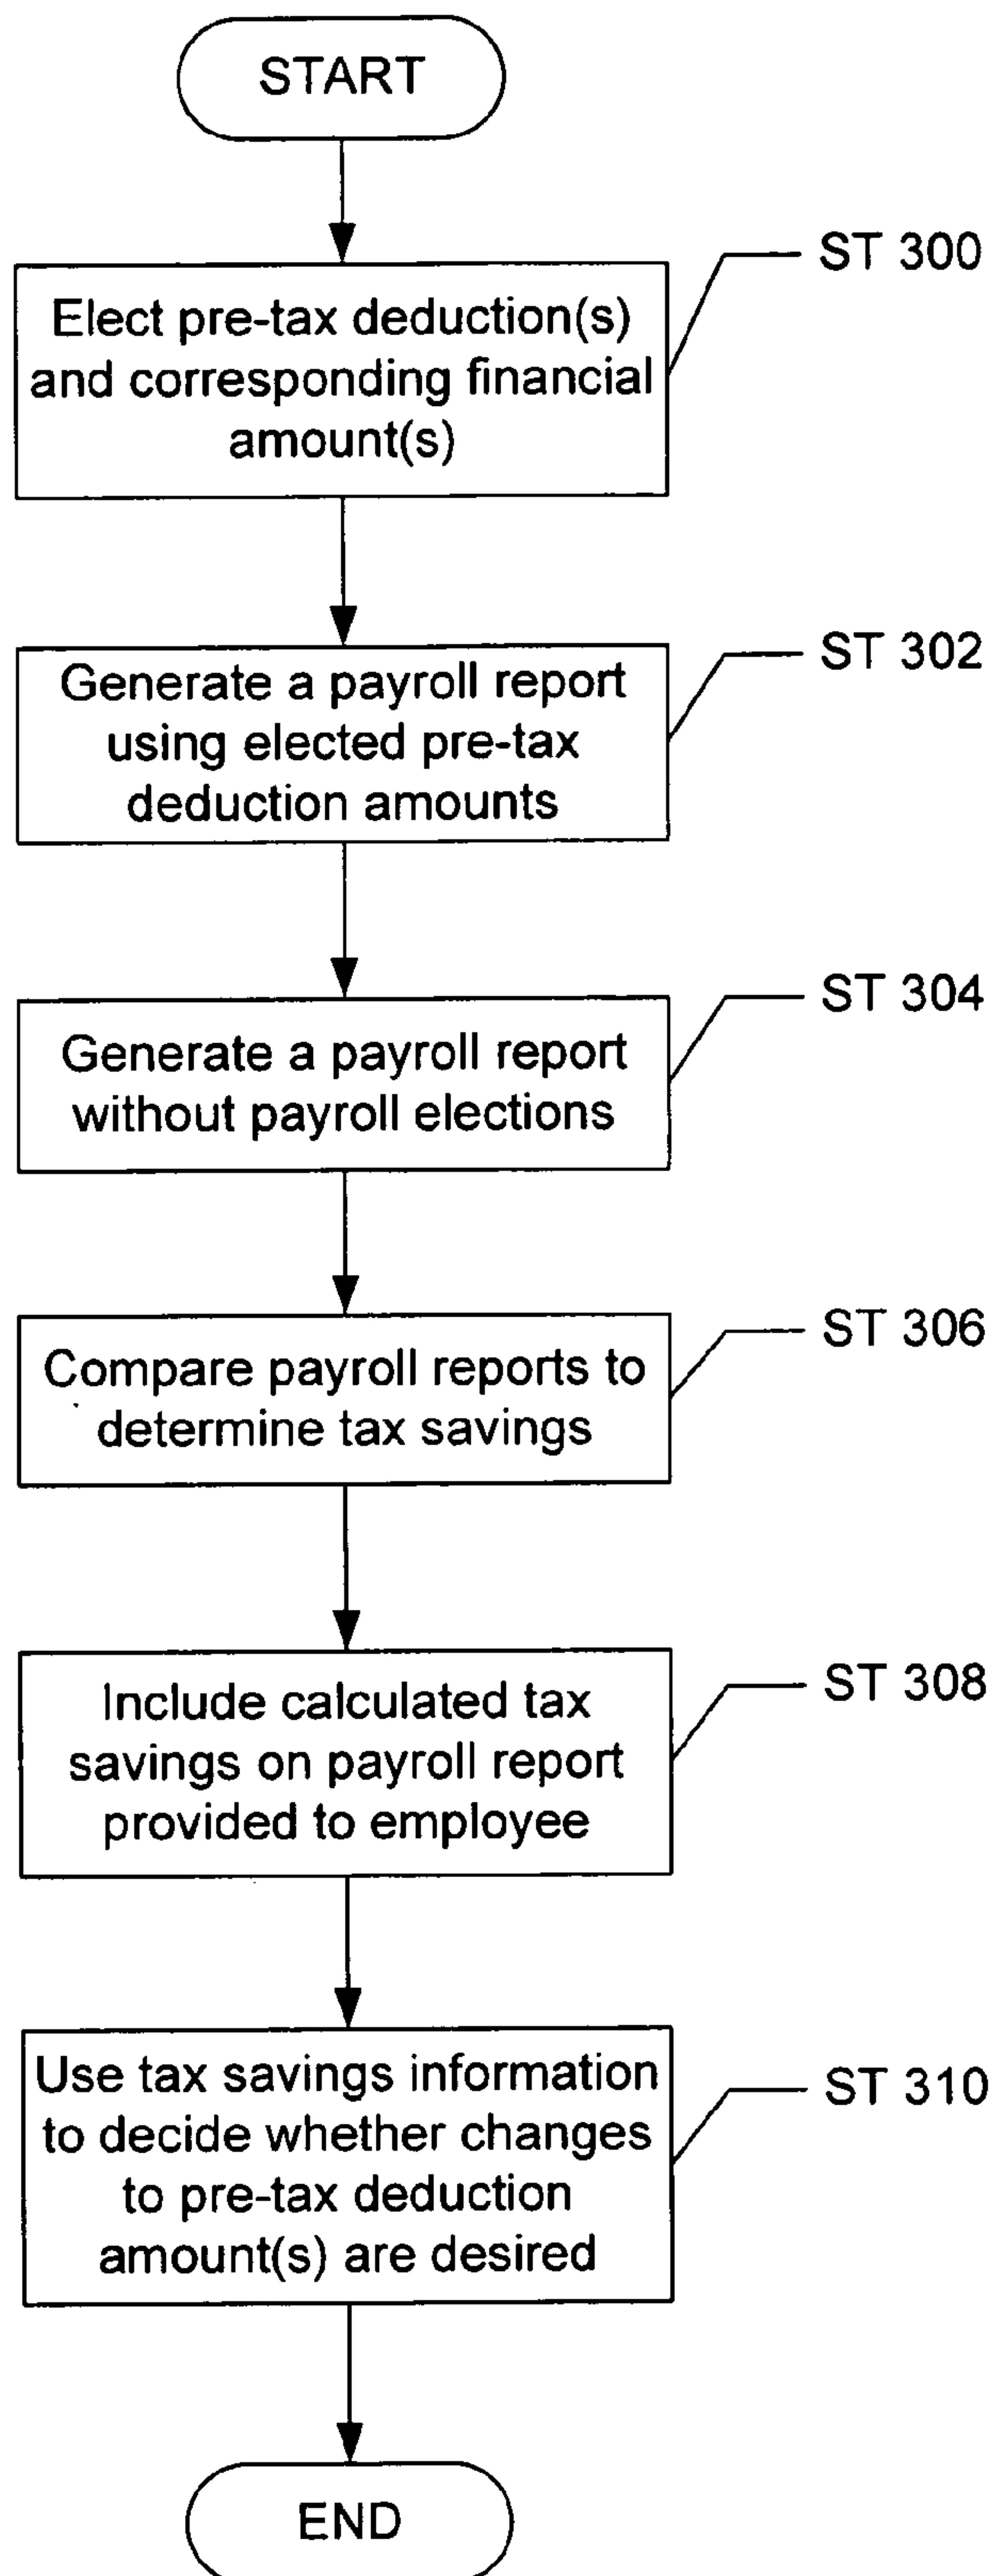 START
ST 300
Elect pre-tax deduction(s)
and corresponding financial
amount(s)
ST 302
Generate a payroll report
using elected pre-tax
deduction amounts
ST 304
Generate a payroll report
without payroll elections
ST 306
Compare payroll reports to
determine tax savings
ST 308
Include calculated tax
savings on payroll report
provided to employee
ST 310
Use tax savings information
to decide whether changes
to pre-tax deduction
amount(s) are desired
END